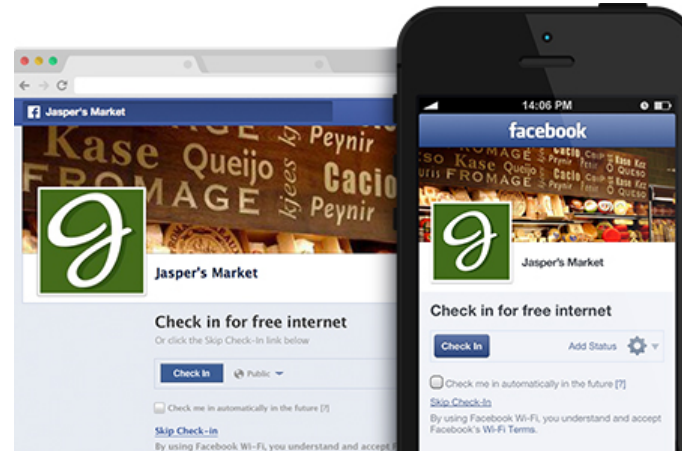 Jasper's Market
Kase
Queijo
kjees
Peynir
FROMAGE
Cacio
Peynir
Jasper's Market
Check in for free internet
Or click the Skip Check-In link below
Check In
Public
Check me in automatically in the future [?]
Skip Check-in
By using Facebook Wi-Fi, you understand and accept
14:06 PM
facebook
Kase
FROMAGE
Peynir
Cacio
Queso
Jasper's Market
Check in for free internet
Check In
Add Status
Check me in automatically in the future [?]
Skip Check-In
By using Facebook Wi-Fi, you understand and accept
Facebook's Wi-Fi Terms.